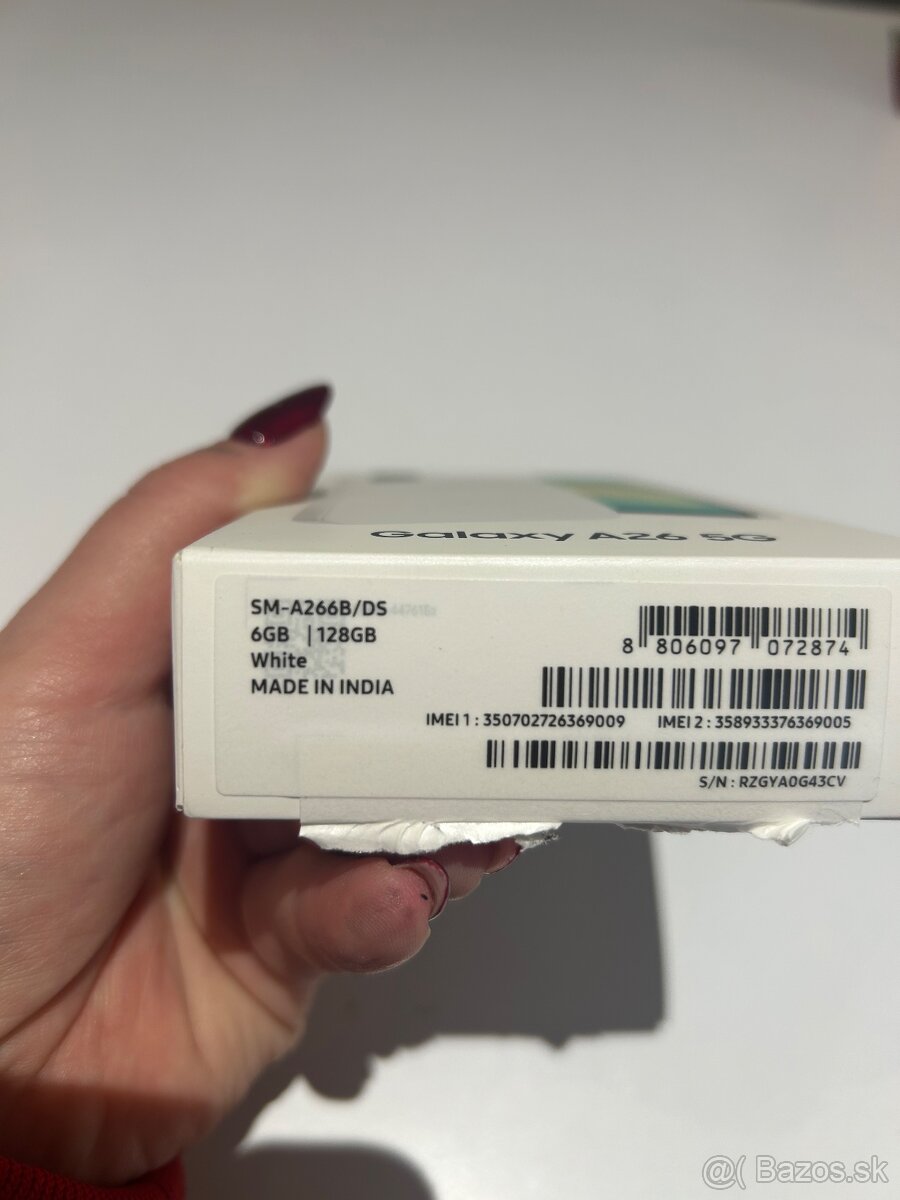 Galaxy A26 5G
SM-A266B/DS
6GB | 128GB
White
MADE IN INDIA
8 806097 072874
IMEI 1 : 350702726369009 IMEI 2 : 358933376369005
S/N : RZGYA0G43CV
@( Bazos.sk